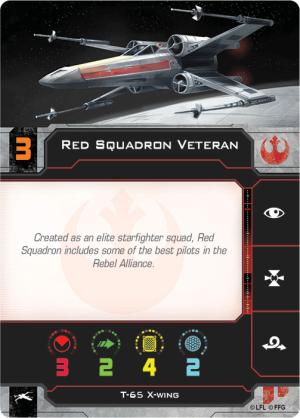 3
Red Squadron Veteran
Created as an elite starfighter squad, Red
Squadron includes some of the best pilots in the
Rebel Alliance.
3 2 4 2
T-65 X-wing
©LFL ©FFG